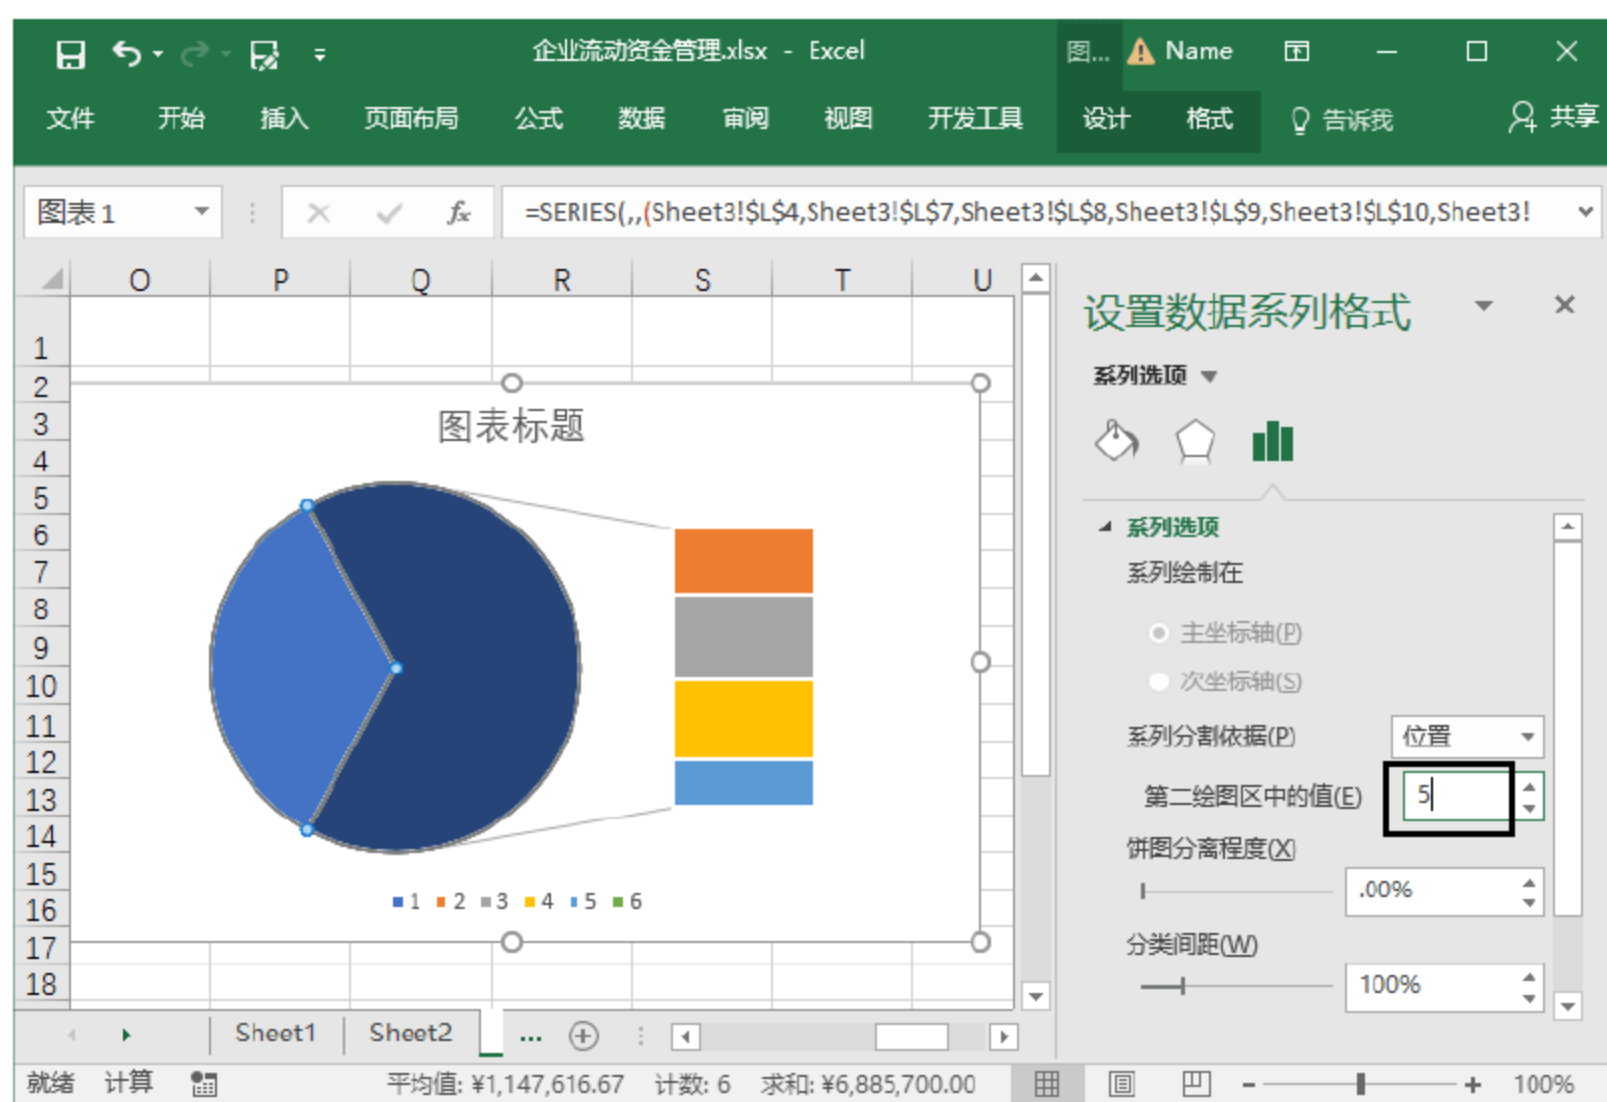 企业流动资金管理.xlsx - Excel
图... Name
文件 开始 插入 页面布局 公式 数据 审阅 视图 开发工具 设计 格式 告诉我 共享
图表 1 fx =SERIES(,,(Sheet3!$L$4,Sheet3!$L$7,Sheet3!$L$8,Sheet3!$L$9,Sheet3!$L$10,Sheet3!
O P Q R S T U
1
2
3
4
5
6
7
8
9
10
11
12
13
14
15
16
17
18
图表标题
1 2 3 4 5 6
设置数据系列格式
系列选项
系列选项
系列绘制在
主坐标轴(P)
次坐标轴(S)
系列分割依据(P) 位置
第二绘图区中的值(E) 5
饼图分离程度(X)
.00%
分类间距(W)
100%
Sheet1 Sheet2 ...
就绪 计算 平均值: ¥1,147,616.67 计数: 6 求和: ¥6,885,700.00 100%